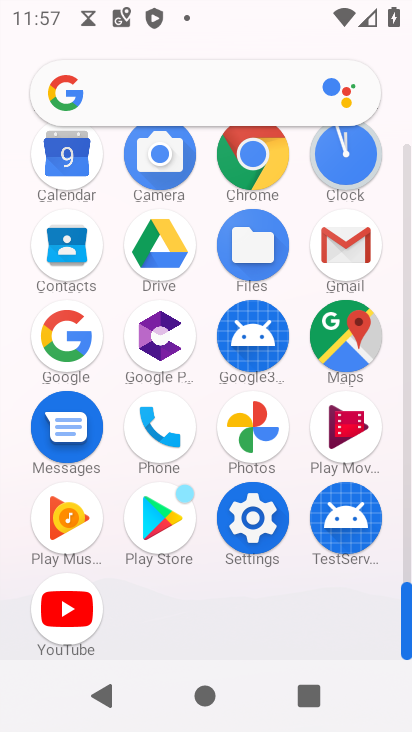 11:57
Calendar Camera Chrome Clock
Contacts Drive Files Gmail
Google Google P... Google3... Maps
Messages Phone Photos Play Mov...
Play Mus... Play Store Settings TestServ...
YouTube